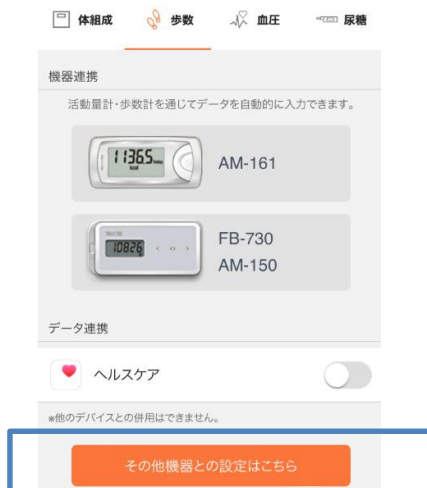 体組成 歩数 血圧 尿糖
機器連携
活動量計・歩数計を通じてデータを自動的に入力できます。
11365
kcal
AM-161
TANITA
10826
FB-730
AM-150
データ連携
ヘルスケア
※他のデバイスとの併用はできません。
その他機器との設定はこちら